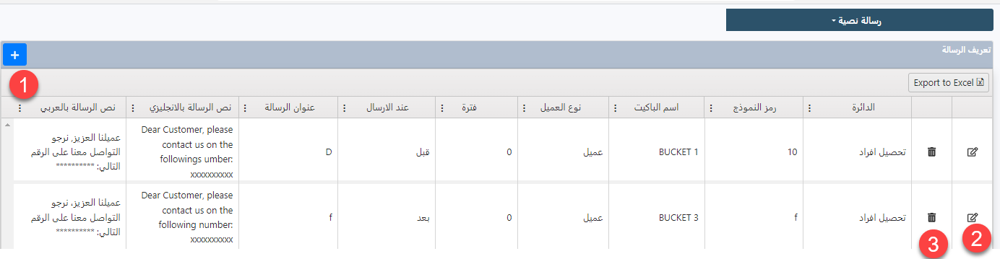 رسالة نصية
تعريف الرسالة
+
1
Export to Excel
الدائرة
رمز النموذج
اسم الباكيت
نوع العميل
فترة
عند الارسال
عنوان الرسالة
نص الرسالة بالانجليزي
نص الرسالة بالعربي
تحصيل افراد
10
BUCKET 1
عميل
0
قبل
D
Dear Customer, please
contact us on the
followings umber:
xxxxxxxxxx
عميلنا العزيز, نرجو
التواصل معنا على الرقم
التالي: **********
تحصيل افراد
f
BUCKET 3
عميل
0
بعد
f
Dear Customer, please
contact us on the
following number:
xxxxxxxxxx
عميلنا العزيز، نرجو
التواصل معنا على الرقم
التالي: **********
2
3